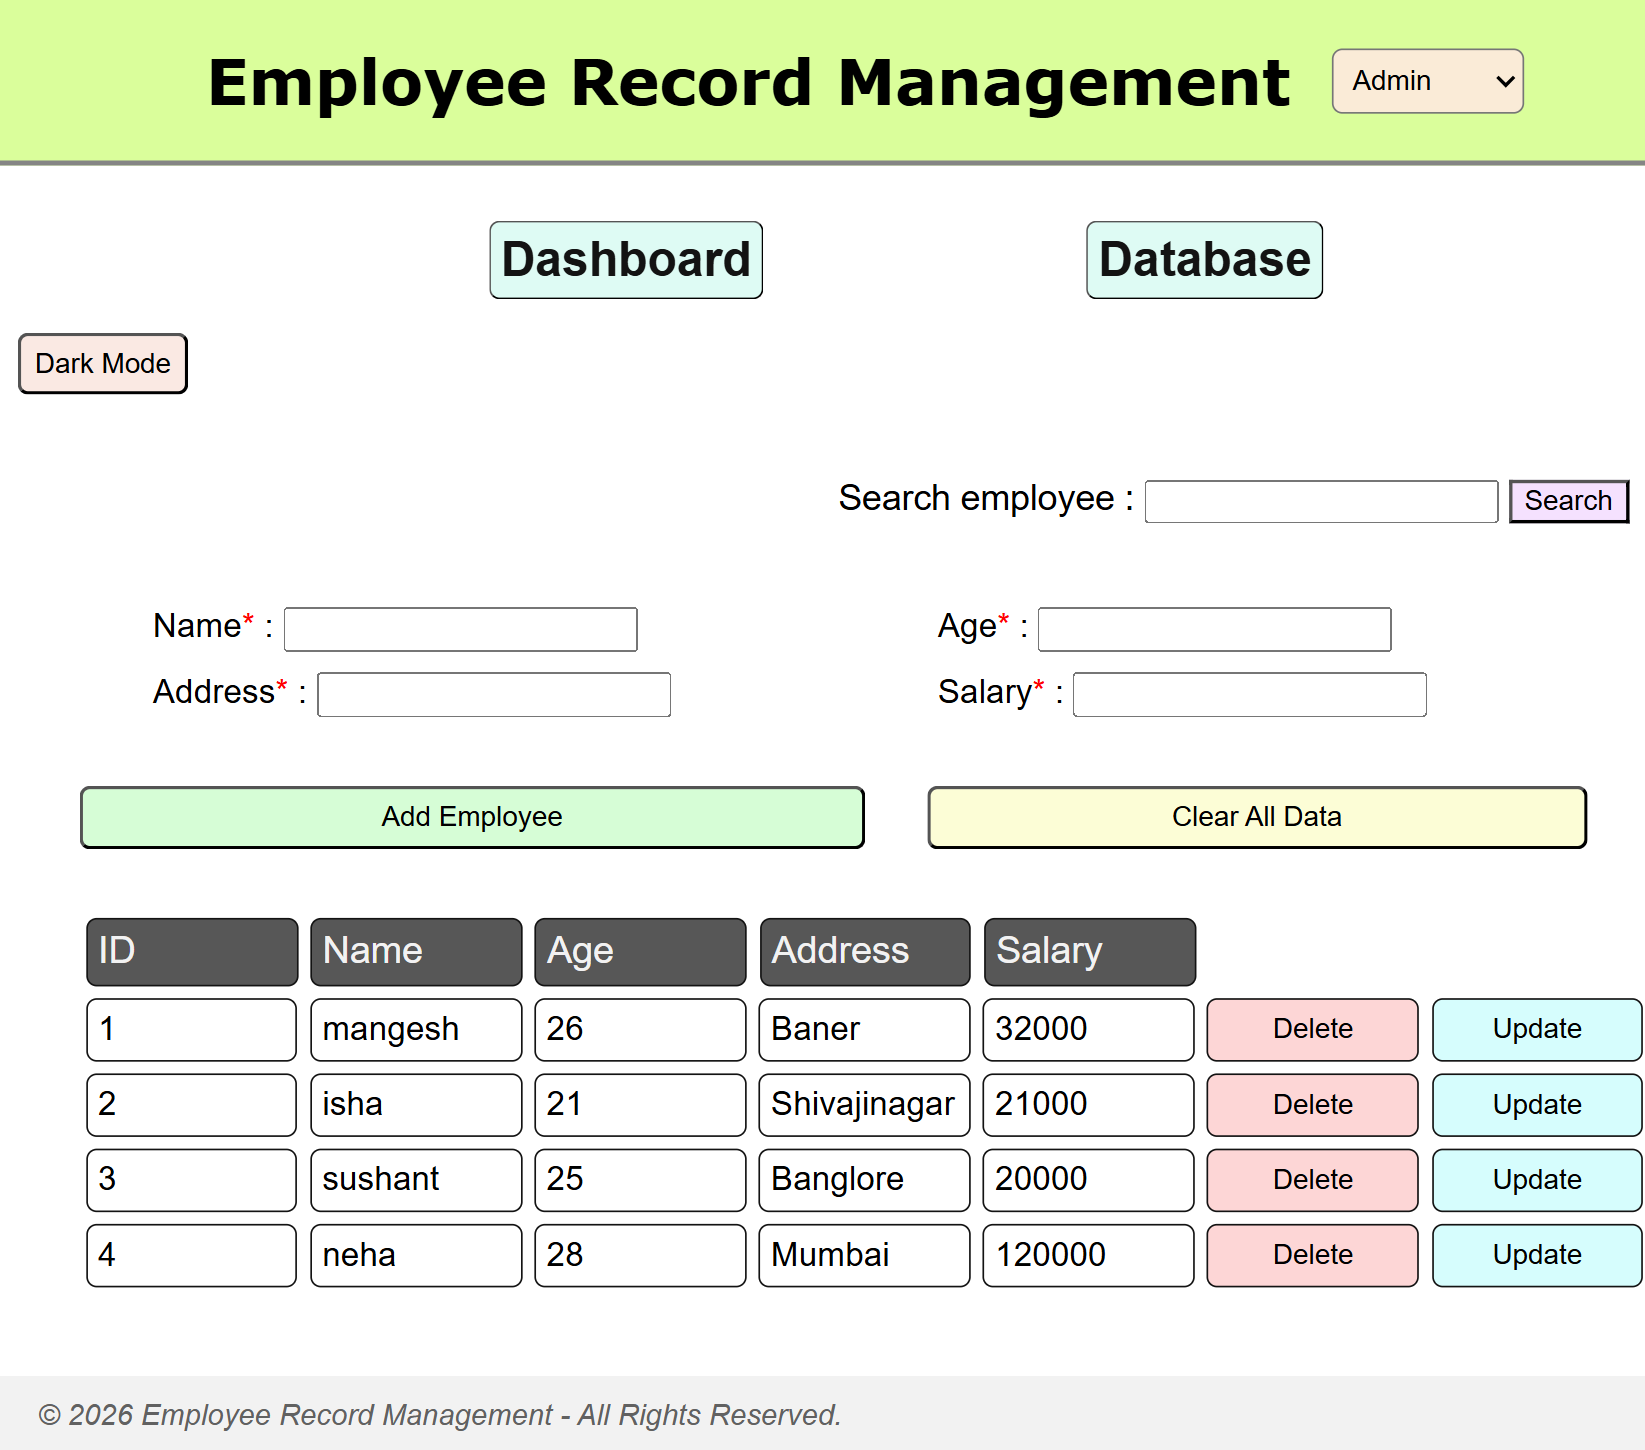 Employee Record Management Admin
Dashboard Database
Dark Mode
Search employee : Search
Name* : Age* :
Address* : Salary* :
Add Employee Clear All Data
ID Name Age Address Salary
1 mangesh 26 Baner 32000 Delete Update
2 isha 21 Shivajinagar 21000 Delete Update
3 sushant 25 Banglore 20000 Delete Update
4 neha 28 Mumbai 120000 Delete Update
© 2026 Employee Record Management - All Rights Reserved.